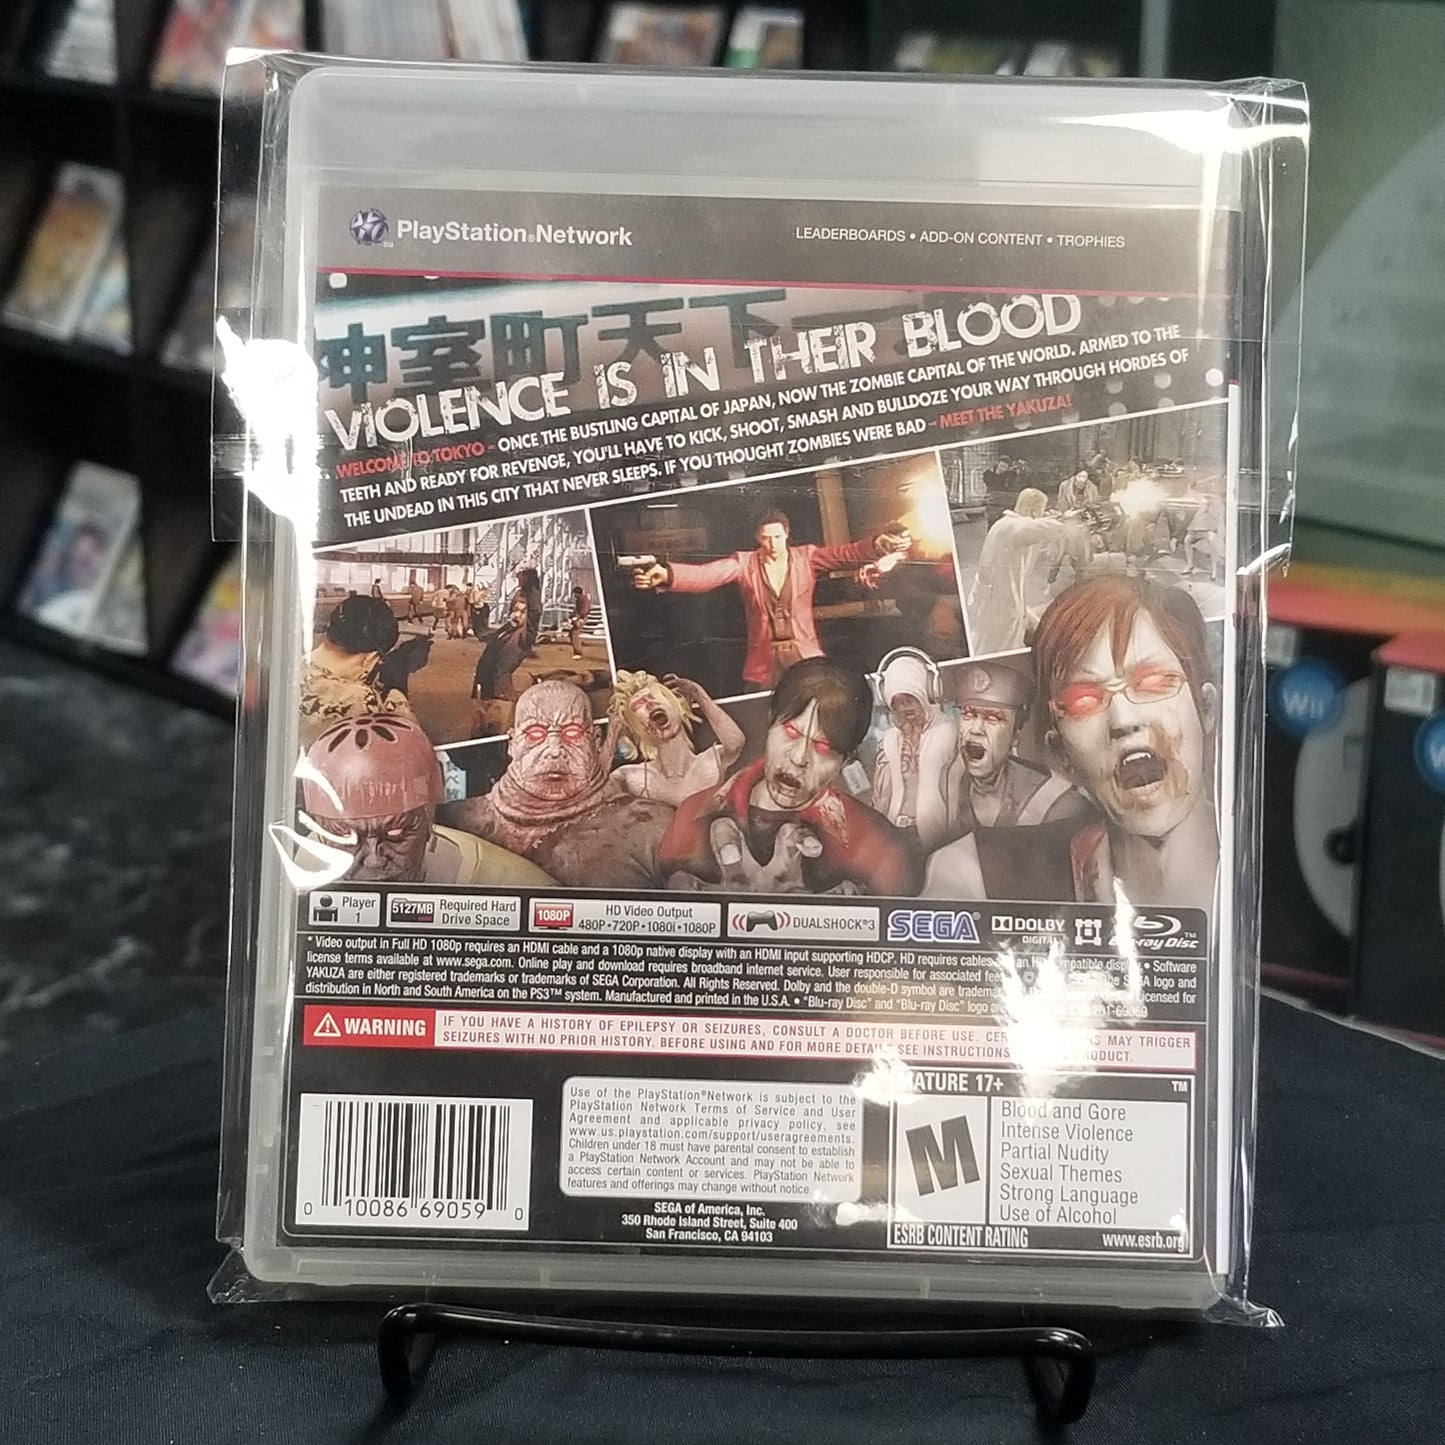 PlayStation®Network
LEADERBOARDS • ADD-ON CONTENT • TROPHIES
神室町天下一
VIOLENCE IS IN THEIR BLOOD
WELCOME TO TOKYO - ONCE THE BUSTLING CAPITAL OF JAPAN, NOW THE ZOMBIE CAPITAL OF THE WORLD. ARMED TO THE
TEETH AND READY FOR REVENGE, YOU'LL HAVE TO KICK, SHOOT, SMASH AND BULLDOZE YOUR WAY THROUGH HORDES OF
THE UNDEAD IN THIS CITY THAT NEVER SLEEPS. IF YOU THOUGHT ZOMBIES WERE BAD - MEET THE YAKUZA!
Player
1
5127MB
Required Hard
Drive Space
1080P
HD Video Output
480P•720P•1080i•1080P
DUALSHOCK®3
SEGA®
DOLBY
DIGITAL
Blu-ray Disc™
* Video output in Full HD 1080p requires an HDMI cable and a 1080p native display with an HDMI input supporting HDCP. HD requires cables an HD display • Software
license terms available at www.sega.com. Online play and download requires broadband internet service. User responsible for associated SEGA logo and
YAKUZA are either registered trademarks or trademarks of SEGA Corporation. All Rights Reserved. Dolby and the double-D symbol are Licensed for
distribution in North and South America on the PS3™ system. Manufactured and printed in the U.S.A. • "Blu-ray Disc" and "Blu-ray Disc" logo 69059
WARNING
IF YOU HAVE A HISTORY OF EPILEPSY OR SEIZURES, CONSULT A DOCTOR BEFORE USE. MAY TRIGGER
SEIZURES WITH NO PRIOR HISTORY. BEFORE USING AND FOR MORE DETAILS SEE INSTRUCTIONS PRODUCT.
0 10086 69059 0
Use of the PlayStation®Network is subject to the
PlayStation Network Terms of Service and User
Agreement and applicable privacy policy, see
www.us.playstation.com/support/useragreements.
Children under 18 must have parental consent to establish
a PlayStation Network Account and may not be able to
access certain content or services. PlayStation Network
features and offerings may change without notice.
SEGA of America, Inc.
350 Rhode Island Street, Suite 400
San Francisco, CA 94103
MATURE 17+
TM
M
Blood and Gore
Intense Violence
Partial Nudity
Sexual Themes
Strong Language
Use of Alcohol
ESRB CONTENT RATING
www.esrb.org
Wii